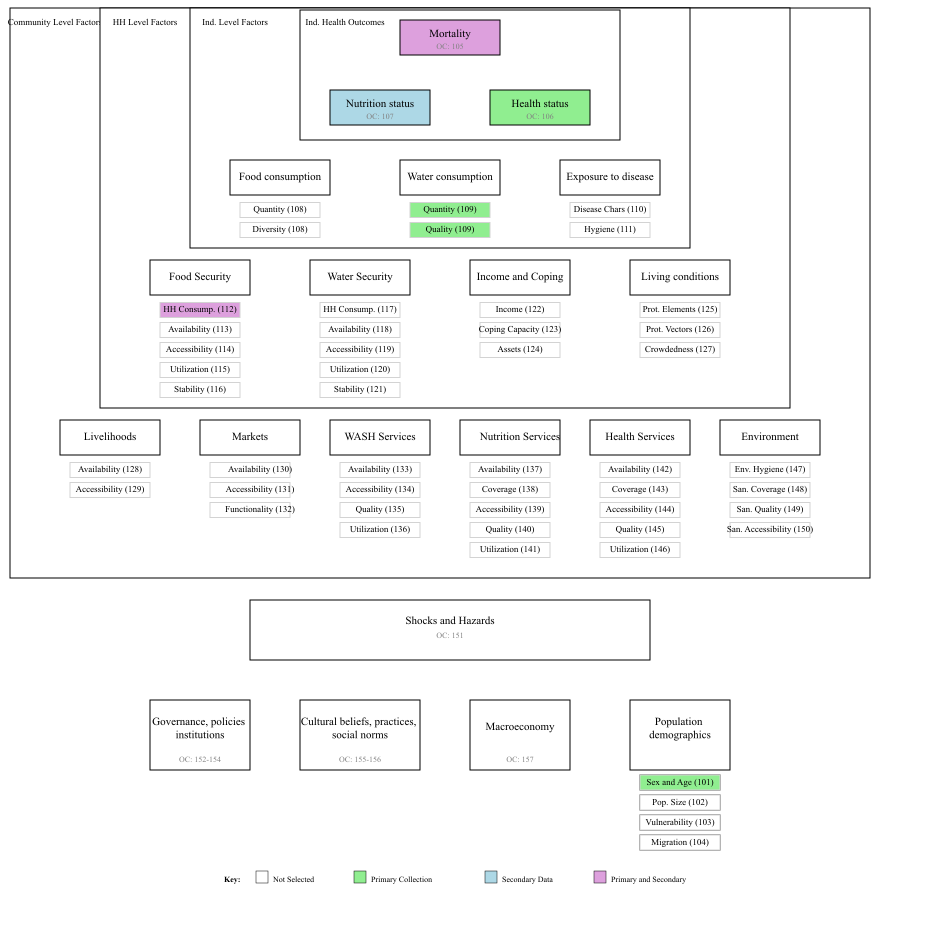 Community Level Factors
HH Level Factors
Ind. Level Factors
Ind. Health Outcomes
Mortality
OC: 105
Nutrition status
OC: 107
Health status
OC: 106
Food consumption
Quantity (108)
Diversity (108)
Water consumption
Quantity (109)
Quality (109)
Exposure to disease
Disease Chars (110)
Hygiene (111)
Food Security
HH Consump. (112)
Availability (113)
Accessibility (114)
Utilization (115)
Stability (116)
Water Security
HH Consump. (117)
Availability (118)
Accessibility (119)
Utilization (120)
Stability (121)
Income and Coping
Income (122)
Coping Capacity (123)
Assets (124)
Living conditions
Prot. Elements (125)
Prot. Vectors (126)
Crowdedness (127)
Livelihoods
Availability (128)
Accessibility (129)
Markets
Availability (130)
Accessibility (131)
Functionality (132)
WASH Services
Availability (133)
Accessibility (134)
Quality (135)
Utilization (136)
Nutrition Services
Availability (137)
Coverage (138)
Accessibility (139)
Quality (140)
Utilization (141)
Health Services
Availability (142)
Coverage (143)
Accessibility (144)
Quality (145)
Utilization (146)
Environment
Env. Hygiene (147)
San. Coverage (148)
San. Quality (149)
San. Accessibility (150)
Shocks and Hazards
OC: 151
Governance, policies
institutions
OC: 152-154
Cultural beliefs, practices,
social norms
OC: 155-156
Macroeconomy
OC: 157
Population
demographics
Sex and Age (101)
Pop. Size (102)
Vulnerability (103)
Migration (104)
Key:
Not Selected
Primary Collection
Secondary Data
Primary and Secondary